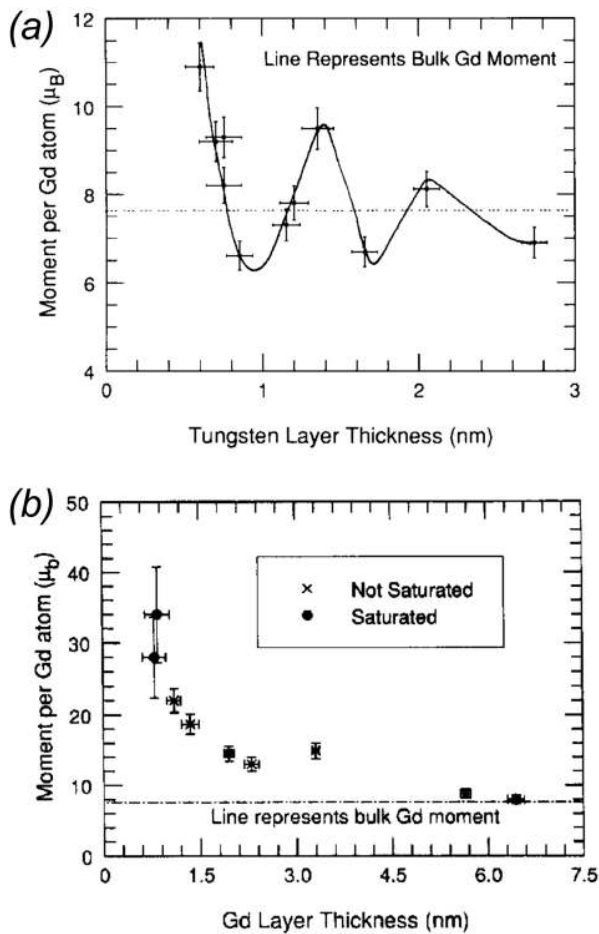 (a)
12
10
8
6
4
Moment per Gd atom (μB)
Line Represents Bulk Gd Moment
0
1
2
3
Tungsten Layer Thickness (nm)
(b)
50
40
30
20
10
0
Moment per Gd atom (μb)
Not Saturated
Saturated
Line represents bulk Gd moment
0
1.5
3.0
4.5
6.0
7.5
Gd Layer Thickness (nm)